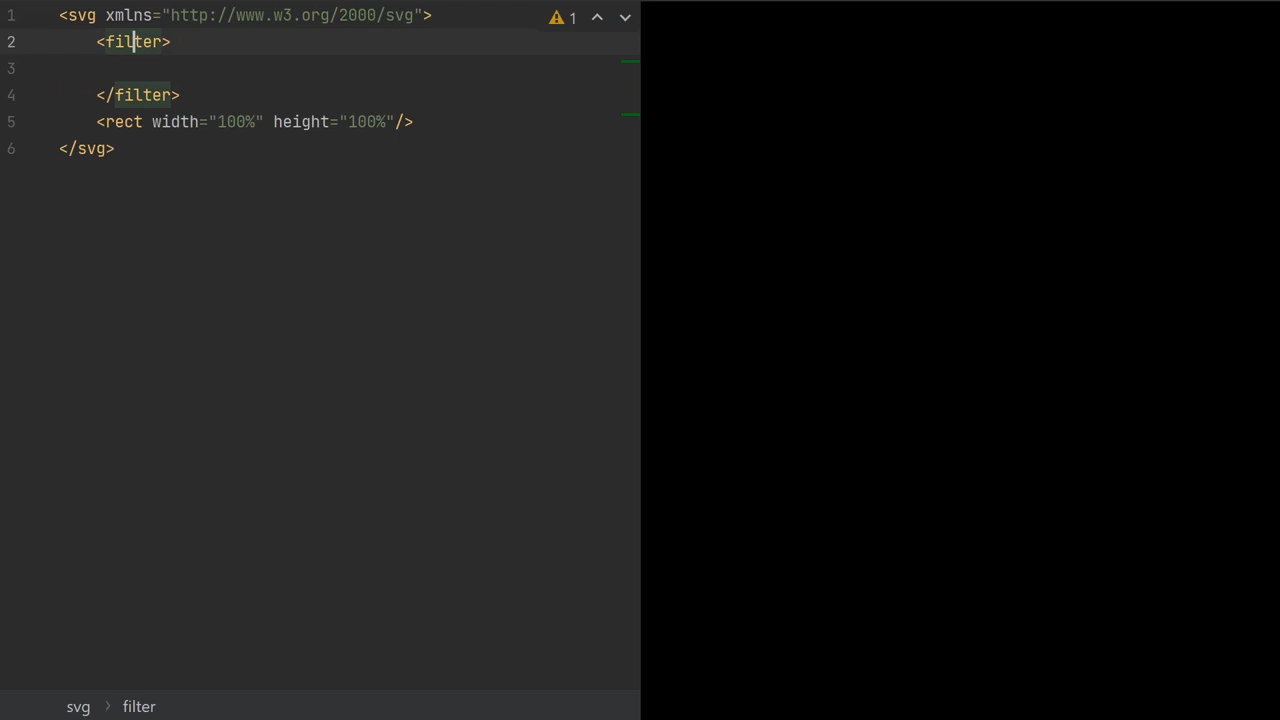 1 <svg xmlns="http://www.w3.org/2000/svg">
1
2 <filter>
3
4 </filter>
5 <rect width="100%" height="100%"/>
6 </svg>
svg > filter